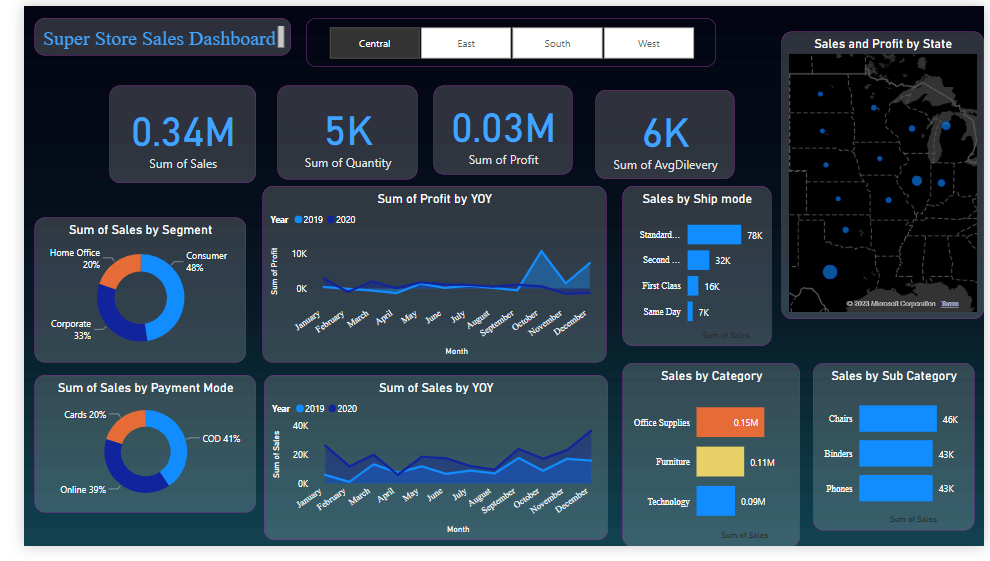 Super Store Sales Dashboard
Central
East
South
West
Sales and Profit by State
0.34M
Sum of Sales
5K
Sum of Quantity
0.03M
Sum of Profit
6K
Sum of AvgDilevery
© 2023 Microsoft Corporation Terms
Sum of Sales by Segment
Home Office
20%
Consumer
48%
Corporate
33%
Sum of Profit by YOY
Year 2019 2020
Sum of Profit
10K
0K
January
February
March
April
May
June
July
August
September
October
November
December
Month
Sales by Ship mode
Standard... 78K
Second ... 32K
First Class 16K
Same Day 7K
Sum of Sales
Sum of Sales by Payment Mode
Cards 20%
COD 41%
Online 39%
Sum of Sales by YOY
Year 2019 2020
Sum of Sales
40K
20K
0K
January
February
March
April
May
June
July
August
September
October
November
December
Month
Sales by Category
Office Supplies 0.15M
Furniture 0.11M
Technology 0.09M
Sum of Sales
Sales by Sub Category
Chairs 46K
Binders 43K
Phones 43K
Sum of Sales